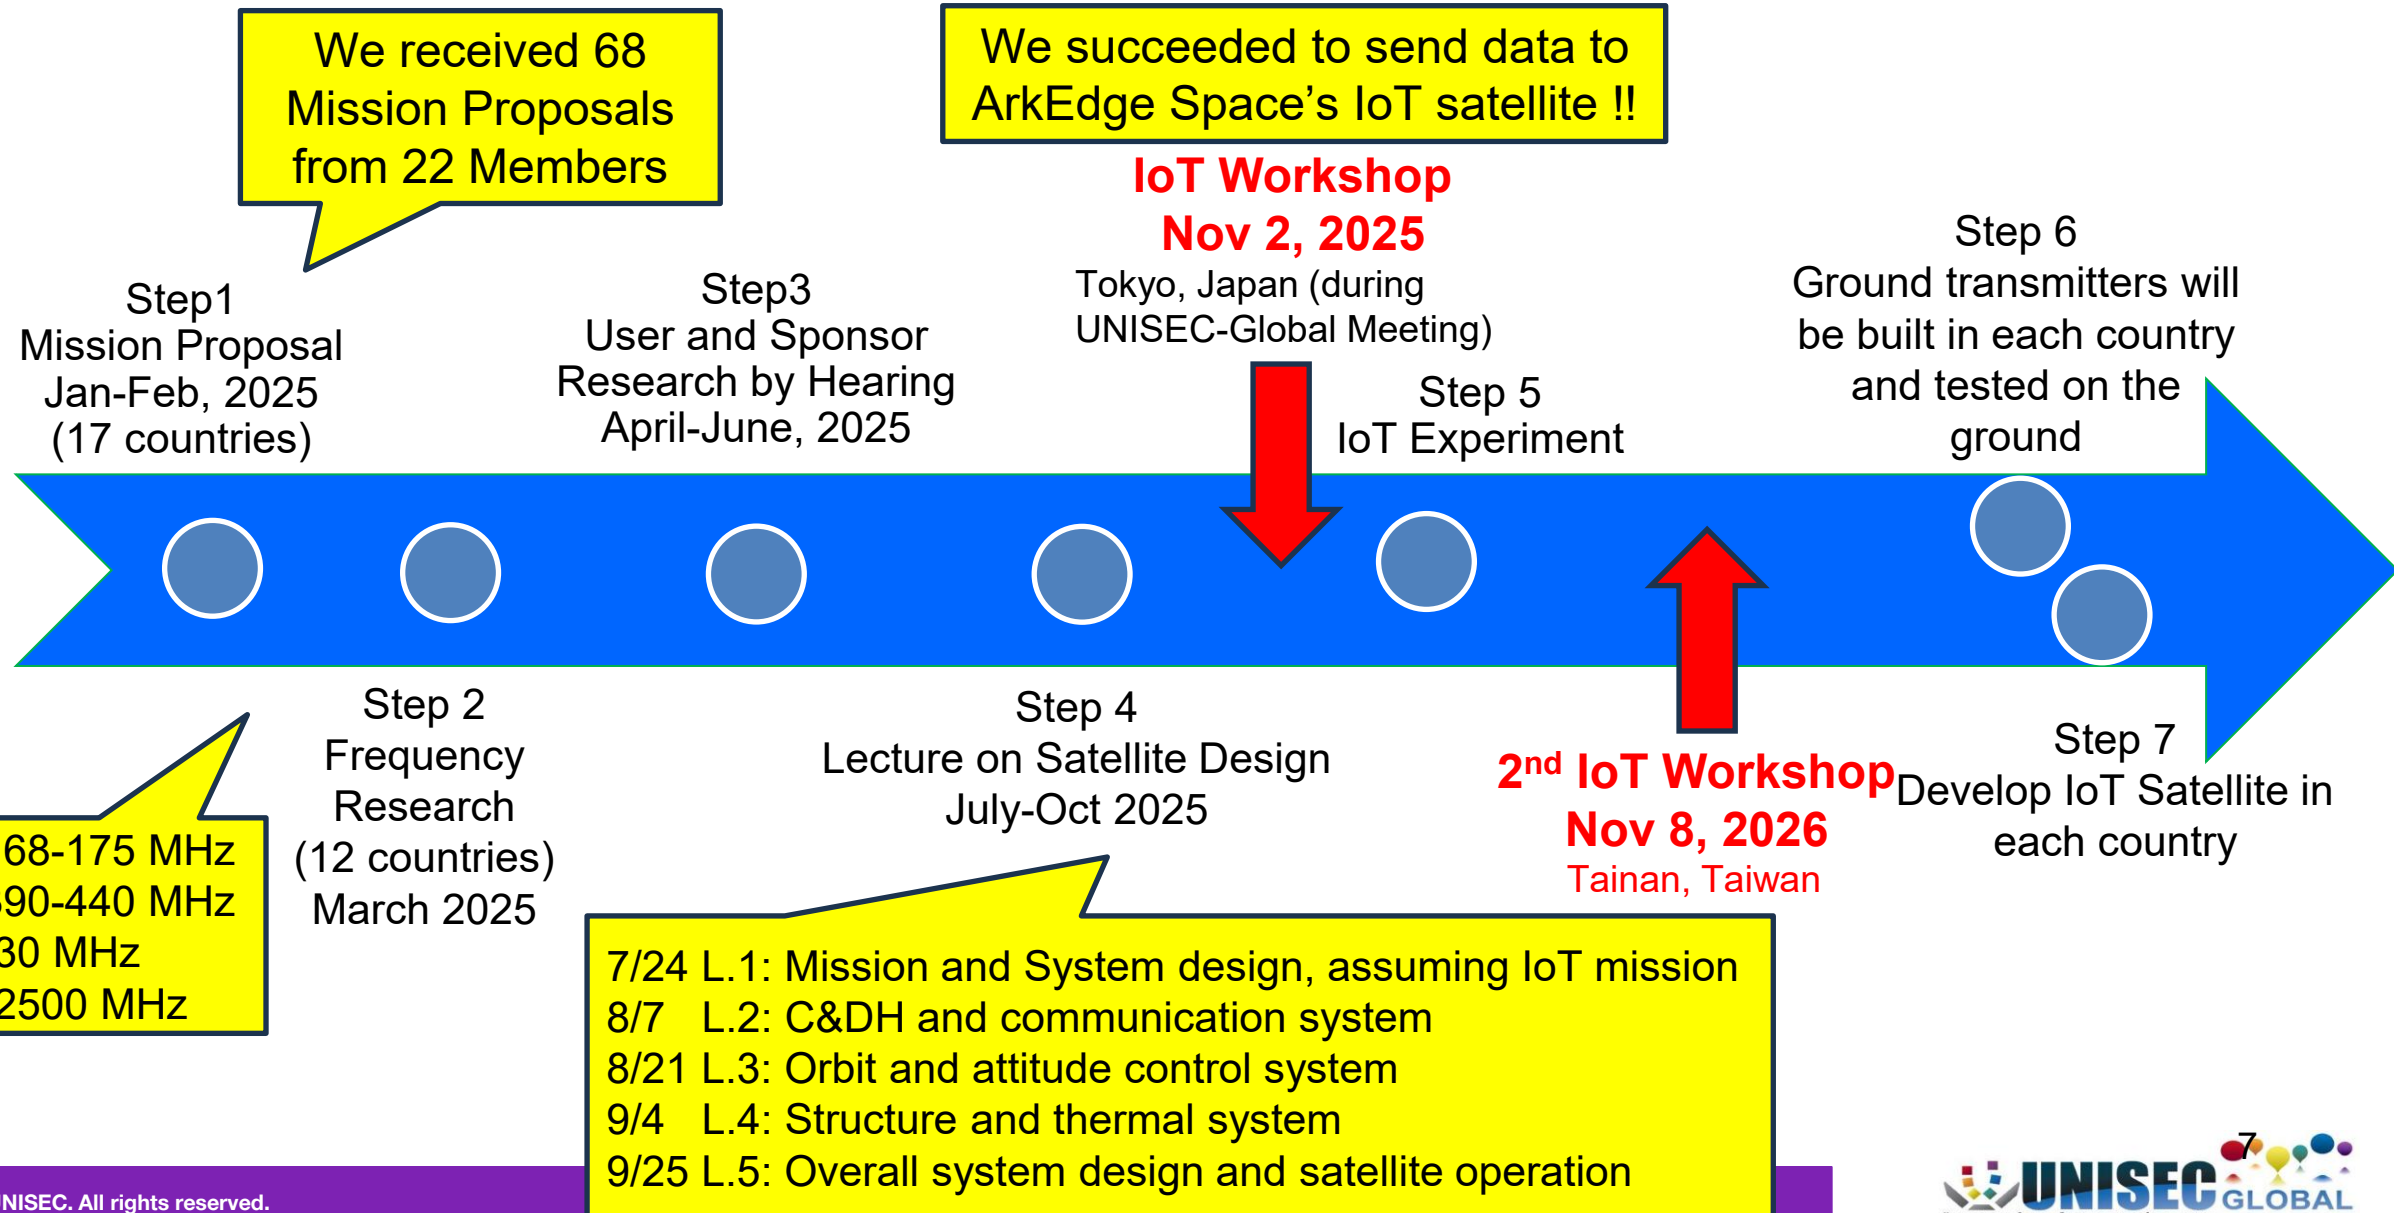 We received 68
Mission Proposals
from 22 Members
We succeeded to send data to
ArkEdge Space’s IoT satellite !!
IoT Workshop
Nov 2, 2025
Tokyo, Japan (during
UNISEC-Global Meeting)
Step1
Mission Proposal
Jan-Feb, 2025
(17 countries)
Step3
User and Sponsor
Research by Hearing
April-June, 2025
Step 5
IoT Experiment
Step 6
Ground transmitters will
be built in each country
and tested on the
ground
Step 2
Frequency
Research
(12 countries)
March 2025
68-175 MHz
90-440 MHz
30 MHz
2500 MHz
Step 4
Lecture on Satellite Design
July-Oct 2025
7/24 L.1: Mission and System design, assuming IoT mission
8/7 L.2: C&DH and communication system
8/21 L.3: Orbit and attitude control system
9/4 L.4: Structure and thermal system
9/25 L.5: Overall system design and satellite operation
2nd IoT Workshop
Nov 8, 2026
Tainan, Taiwan
Step 7
Develop IoT Satellite in
each country
UNISEC. All rights reserved.
7
UNISEC
GLOBAL